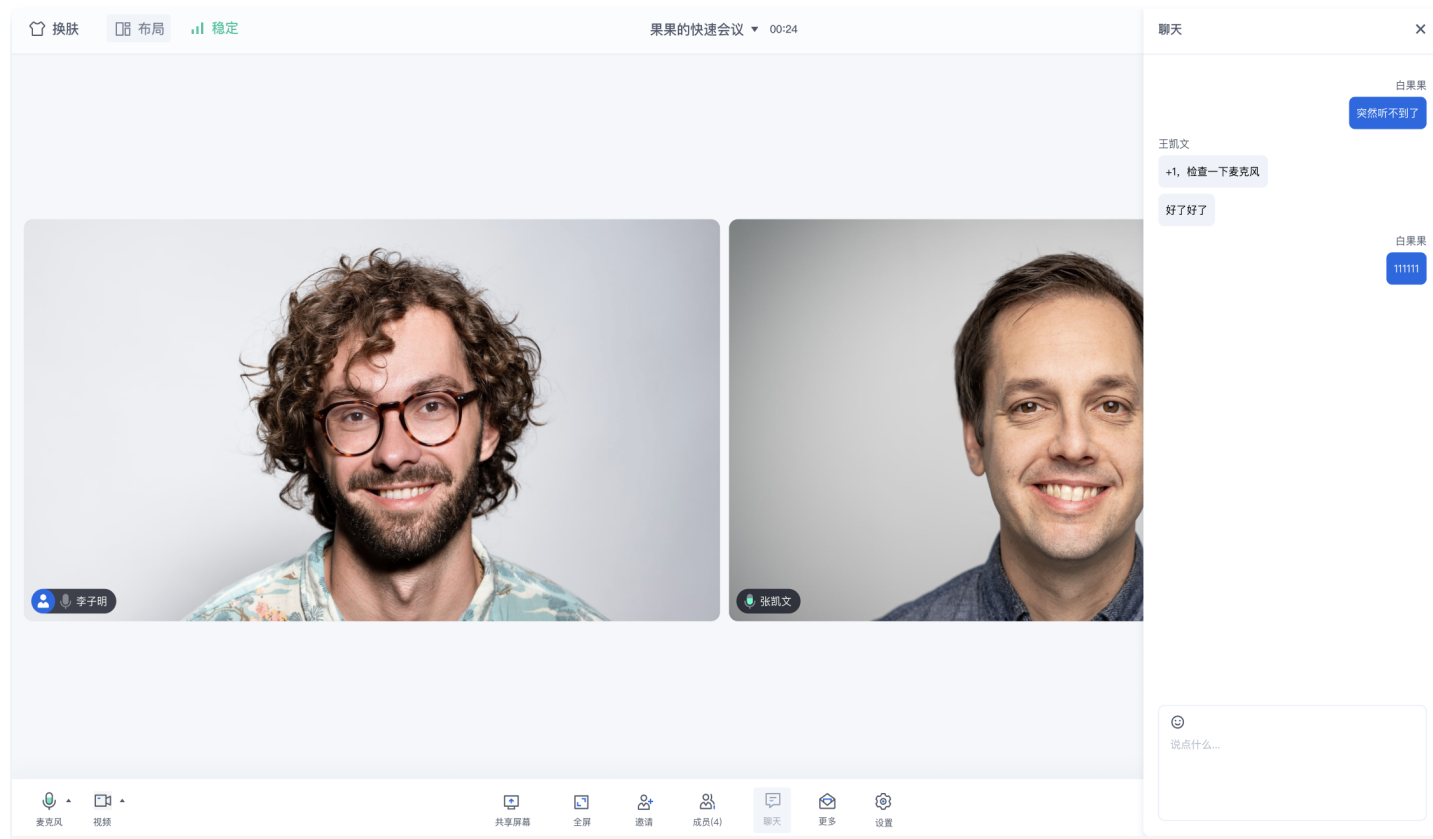 换肤
布局
稳定
果果的快速会议
00:24
聊天
白果果
突然听不到了
王凯文
+1，检查一下麦克风
好了好了
白果果
111111
李子明
张凯文
说点什么...
麦克风
视频
共享屏幕
全屏
邀请
成员(4)
聊天
更多
设置